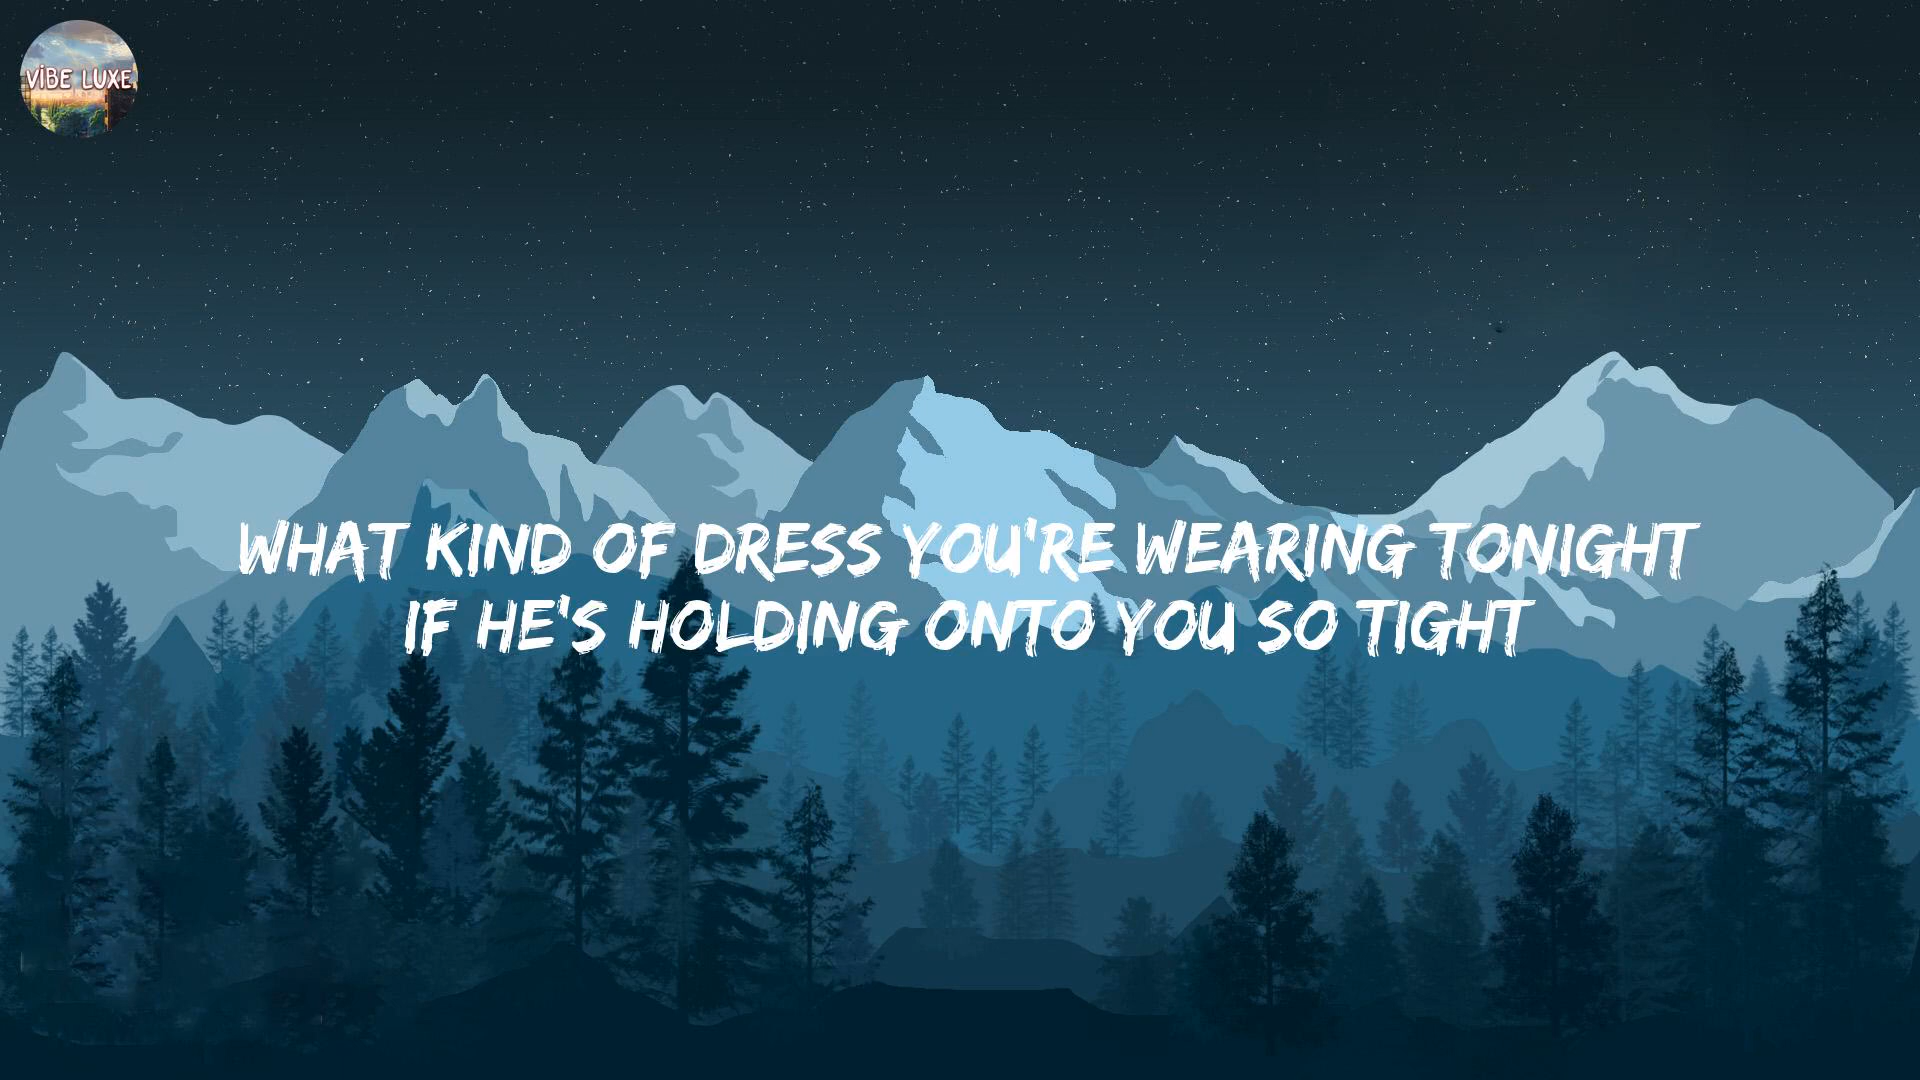 VİBE LUXE
WHAT KIND OF DRESS YOU'RE WEARING TONIGHT
IF HE'S HOLDING ONTO YOU SO TIGHT